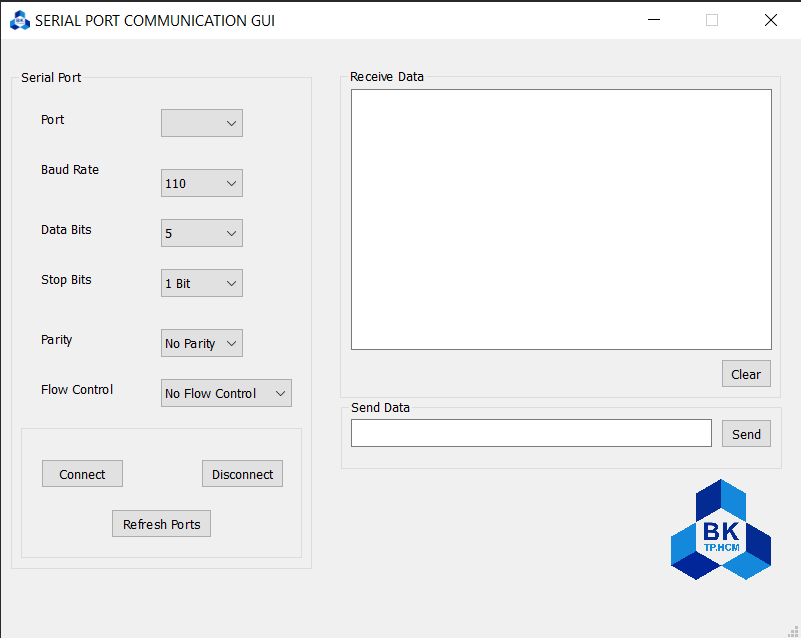 SERIAL PORT COMMUNICATION GUI
Serial Port
Port
Baud Rate
110
Data Bits
5
Stop Bits
1 Bit
Parity
No Parity
Flow Control
No Flow Control
Connect
Disconnect
Refresh Ports
Receive Data
Clear
Send Data
Send
BK
TP.HCM